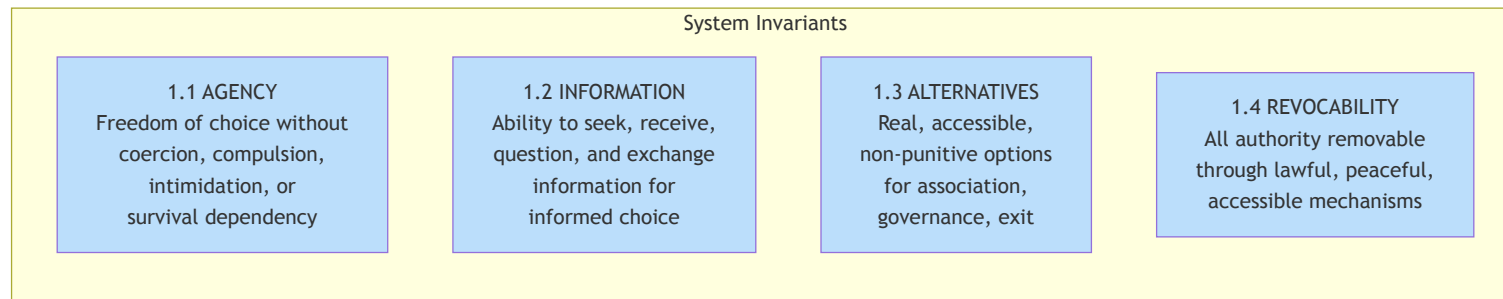 System Invariants
1.1 AGENCY
Freedom of choice without
coercion, compulsion,
intimidation, or
survival dependency
1.2 INFORMATION
Ability to seek, receive,
question, and exchange
information for
informed choice
1.3 ALTERNATIVES
Real, accessible,
non-punitive options
for association,
governance, exit
1.4 REVOCABILITY
All authority removable
through lawful, peaceful,
accessible mechanisms